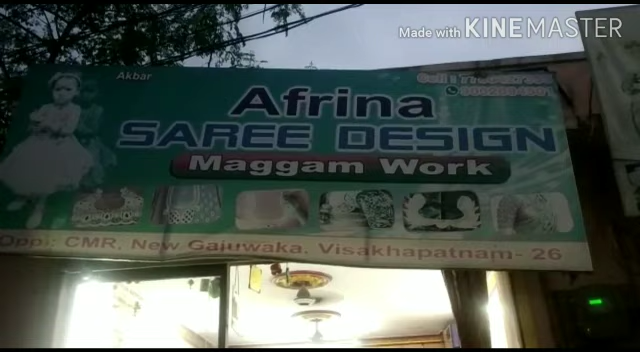 Made with KINEMASTER
Akbar
Afrina
SAREE DESIGN
Maggam Work
Opp: CMR, New Gajuwaka, Visakhapatnam- 26